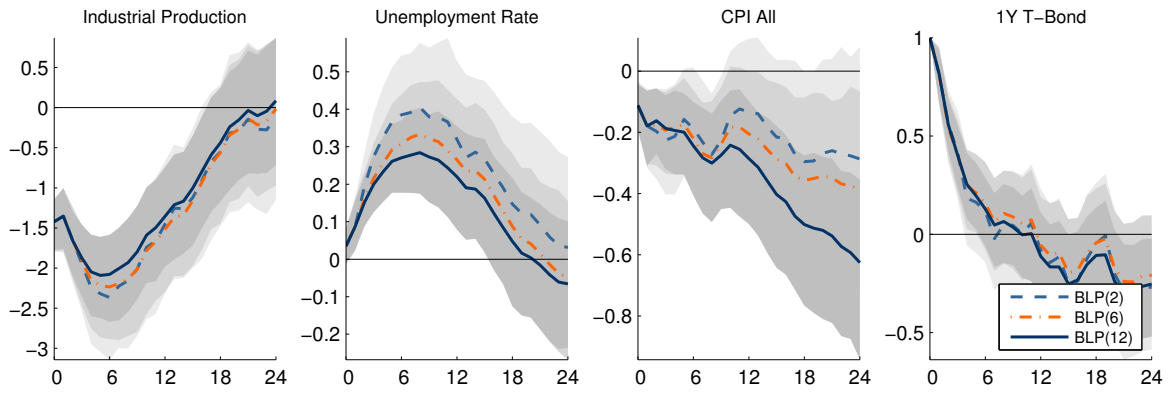 Industrial Production
0.5
0
−0.5
−1
−1.5
−2
−2.5
−3
0 6 12 18 24
Unemployment Rate
0.5
0.4
0.3
0.2
0.1
0
−0.1
−0.2
0 6 12 18 24
CPI All
0
−0.2
−0.4
−0.6
−0.8
0 6 12 18 24
1Y T−Bond
1
0.5
0
−0.5
0 6 12 18 24
BLP(2)
BLP(6)
BLP(12)